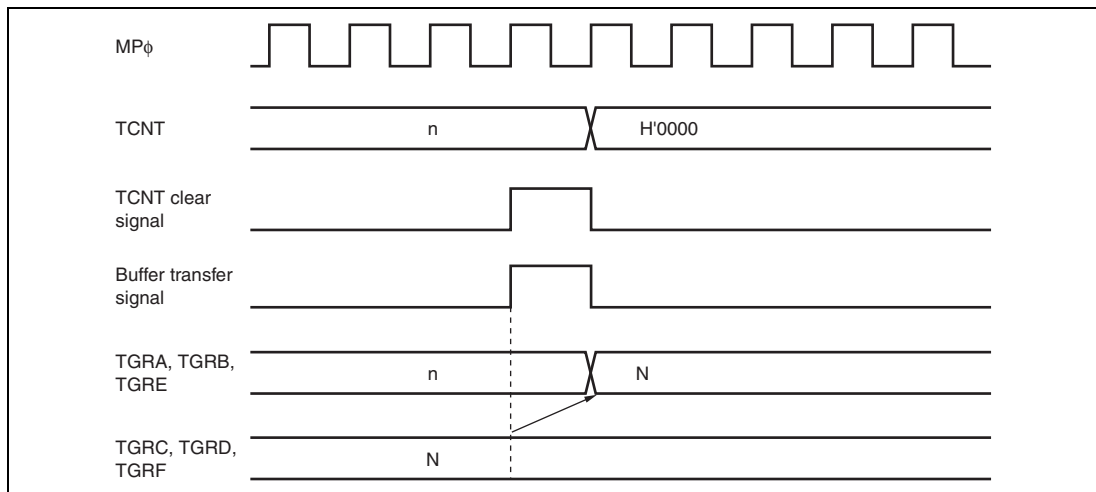 MPφ
TCNT
n
H'0000
TCNT clear
signal
Buffer transfer
signal
TGRA, TGRB,
TGRE
n
N
TGRC, TGRD,
TGRF
N